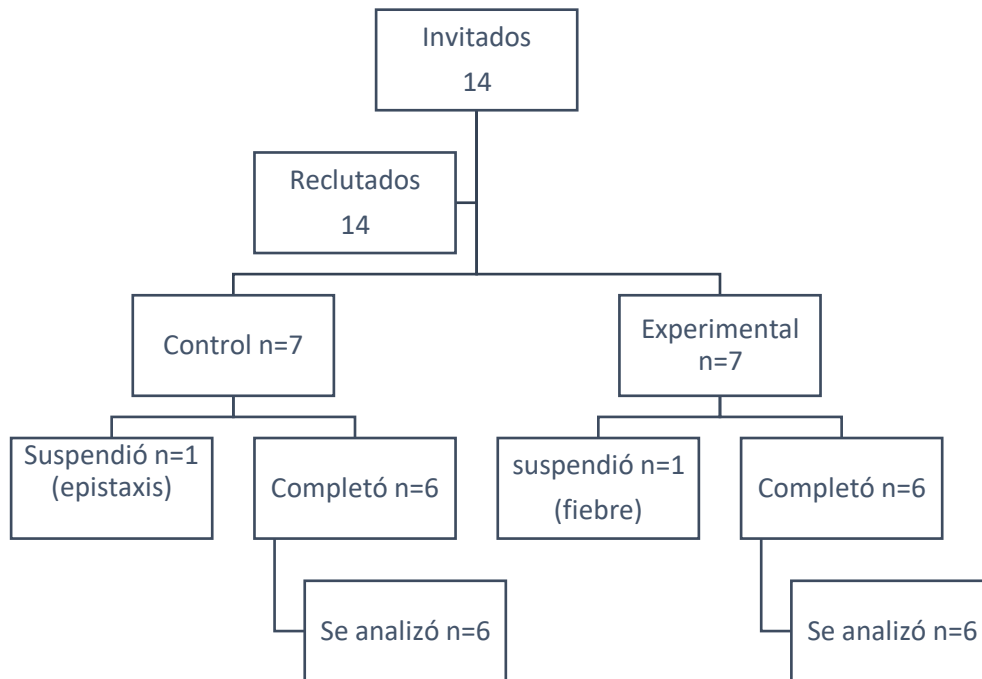 Invitados
14
Reclutados
14
Control n=7
Experimental
n=7
Suspendió n=1
(epistaxis)
Completó n=6
suspendió n=1
(fiebre)
Completó n=6
Se analizó n=6
Se analizó n=6